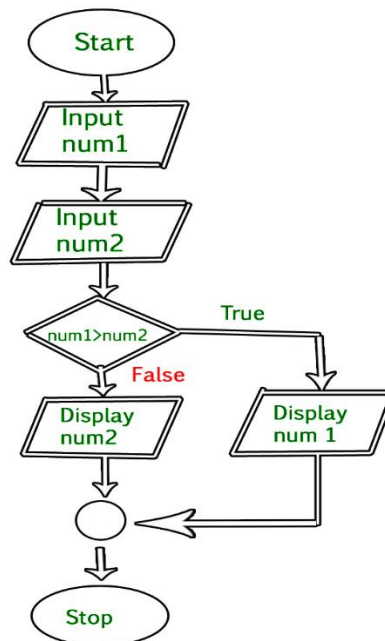 Start
Input
num1
Input
num2
num1>num2
True
False
Display
num2
Display
num 1
Stop